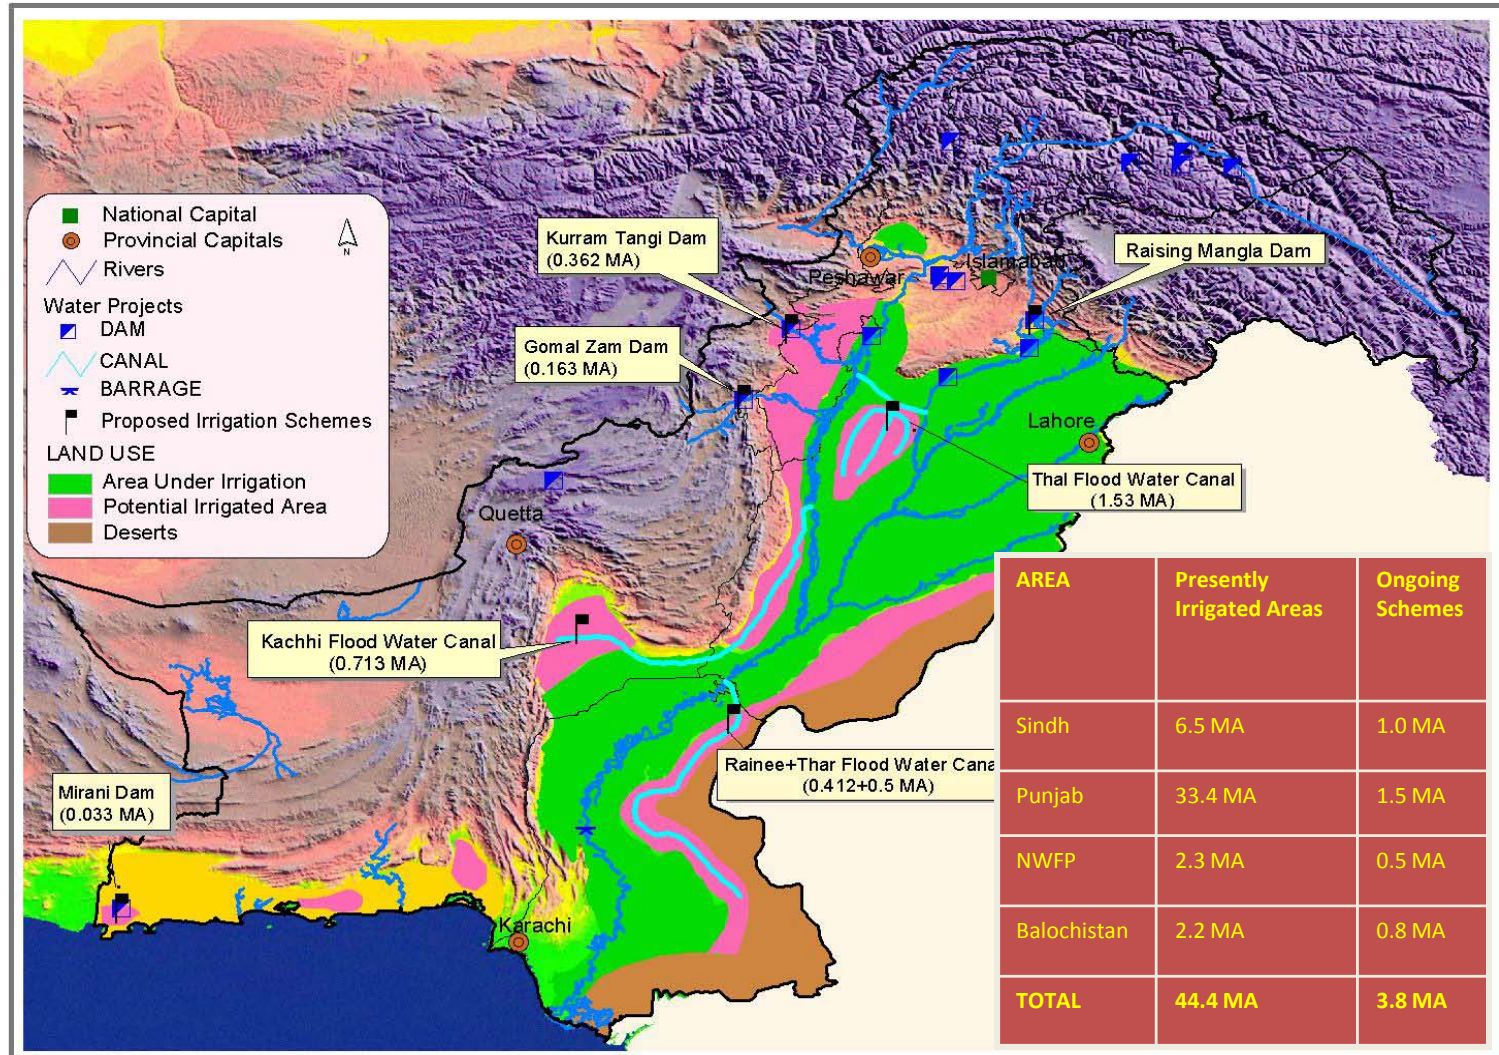 National Capital
Provincial Capitals
N
Rivers
Water Projects
DAM
CANAL
BARRAGE
Proposed Irrigation Schemes
LAND USE
Area Under Irrigation
Potential Irrigated Area
Deserts
Kurram Tangi Dam
(0.362 MA)
Peshawar
Islamabad
Raising Mangla Dam
Gomal Zam Dam
(0.163 MA)
Lahore
Thal Flood Water Canal
(1.53 MA)
Quetta
Kachhi Flood Water Canal
(0.713 MA)
Rainee+Thar Flood Water Cana
(0.412+0.5 MA)
Mirani Dam
(0.033 MA)
Karachi
AREA Presently Irrigated Areas Ongoing Schemes
Sindh 6.5 MA 1.0 MA
Punjab 33.4 MA 1.5 MA
NWFP 2.3 MA 0.5 MA
Balochistan 2.2 MA 0.8 MA
TOTAL 44.4 MA 3.8 MA